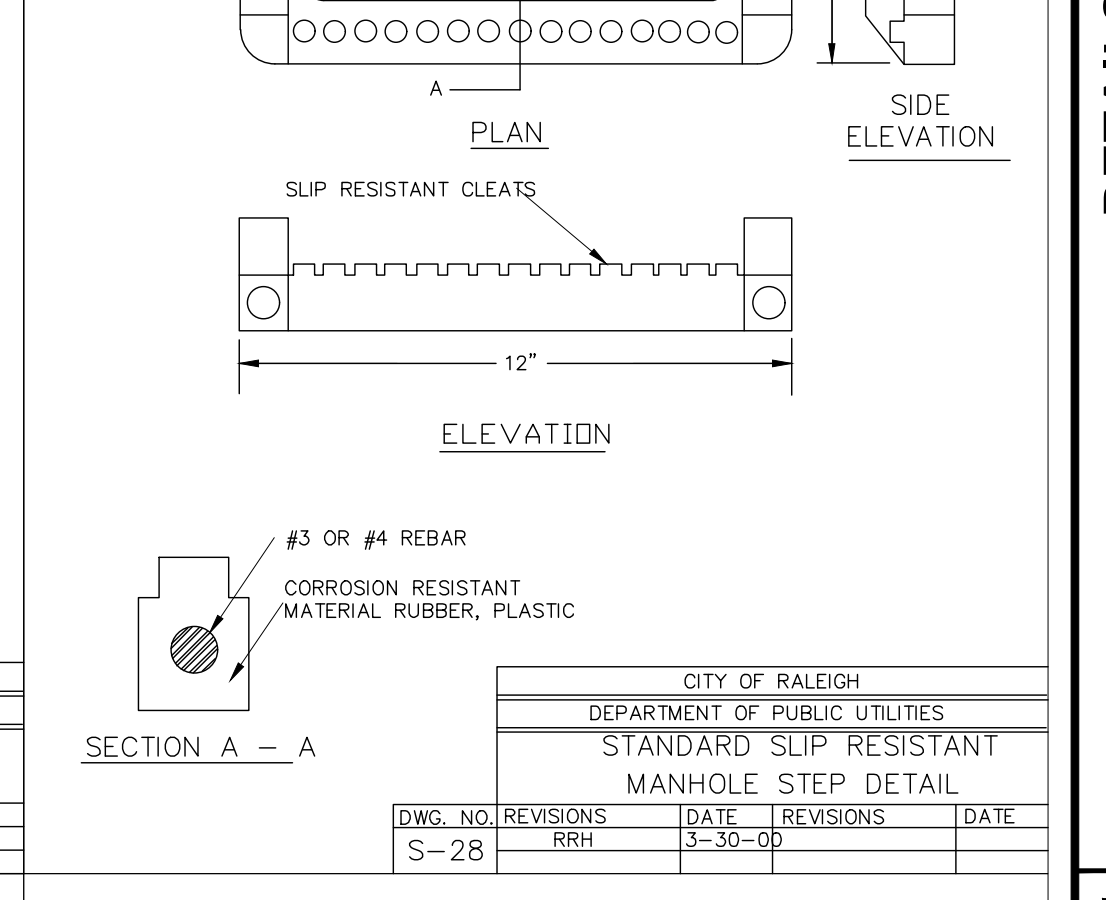 A
PLAN
SIDE
ELEVATION
SLIP RESISTANT CLEATS
12”
ELEVATION
#3 OR #4 REBAR
CORROSION RESISTANT
MATERIAL RUBBER, PLASTIC
SECTION A – A
CITY OF RALEIGH
DEPARTMENT OF PUBLIC UTILITIES
STANDARD SLIP RESISTANT
MANHOLE STEP DETAIL
DWG. NO. REVISIONS DATE REVISIONS DATE
RRH 3–30–00
S–28